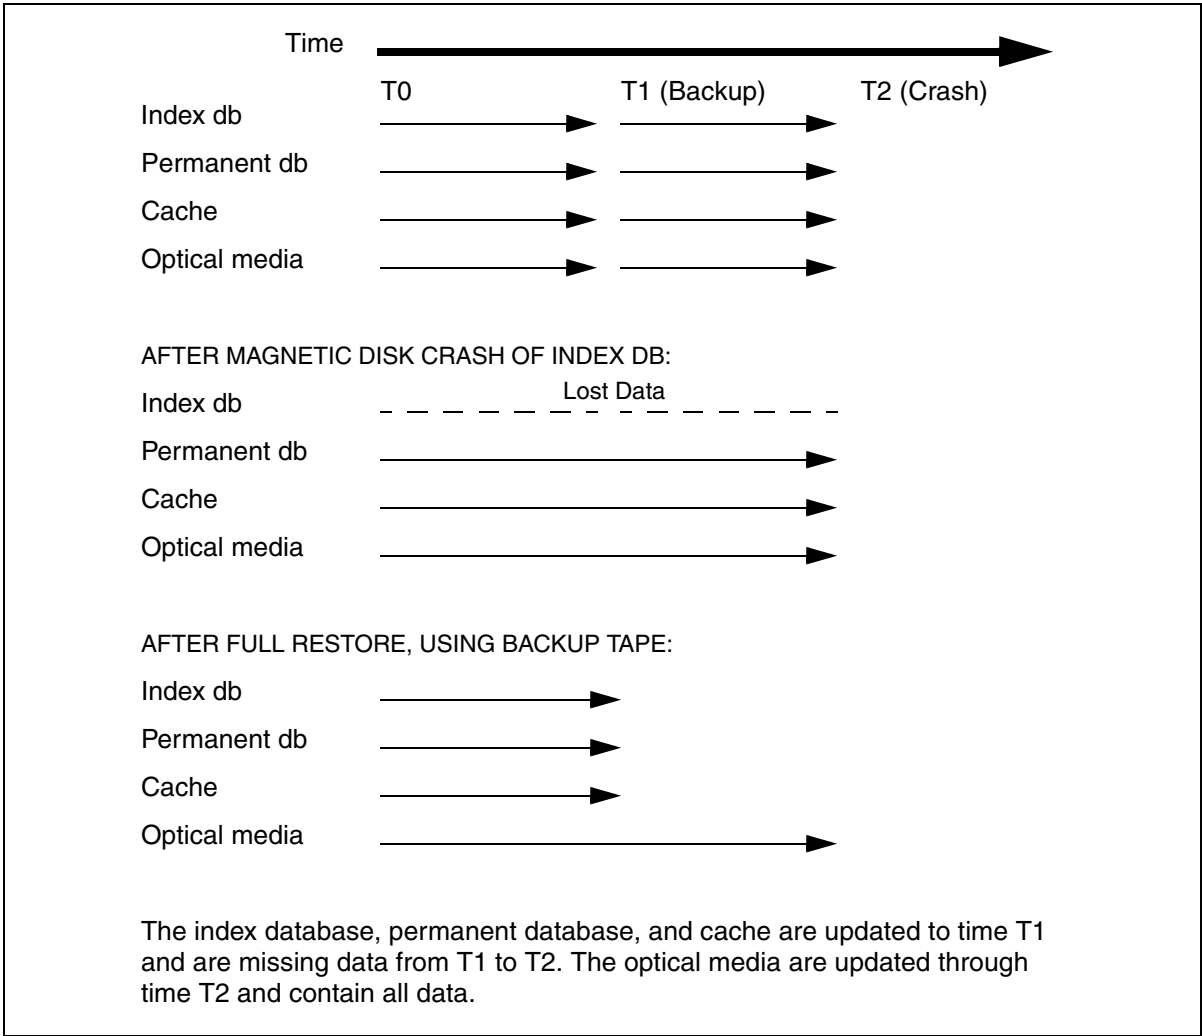 Time
T0 T1 (Backup) T2 (Crash)
Index db
Permanent db
Cache
Optical media
AFTER MAGNETIC DISK CRASH OF INDEX DB:
Lost Data
Index db
Permanent db
Cache
Optical media
AFTER FULL RESTORE, USING BACKUP TAPE:
Index db
Permanent db
Cache
Optical media
The index database, permanent database, and cache are updated to time T1
and are missing data from T1 to T2. The optical media are updated through
time T2 and contain all data.